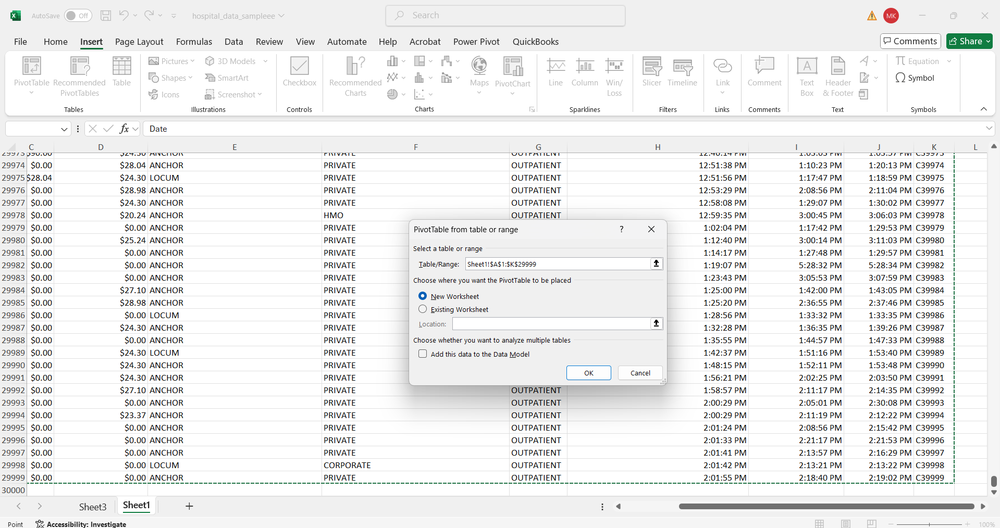 AutoSave Off hospital_data_sampleee Search MK
File Home Insert Page Layout Formulas Data Review View Automate Help Acrobat Power Pivot QuickBooks Comments Share
PivotTable Recommended PivotTables Table
Pictures 3D Models
Shapes SmartArt
Icons Screenshot
Checkbox
Recommended Charts
Maps PivotChart
Line Column Win/Loss
Slicer Timeline
Link
Comment
Text Box Header & Footer
Equation
Symbol
Tables Illustrations Controls Charts Sparklines Filters Links Comments Text Symbols
fx Date
C D E F G H I J K L
29973 $90.00 $24.30 ANCHOR PRIVATE OUTPATIENT 12:46:14 PM 1:03:03 PM 1:03:57 PM C39973
29974 $0.00 $28.04 ANCHOR PRIVATE OUTPATIENT 12:51:38 PM 1:10:23 PM 1:20:13 PM C39974
29975 $28.04 $24.30 LOCUM PRIVATE OUTPATIENT 12:51:56 PM 1:17:47 PM 1:18:59 PM C39975
29976 $0.00 $28.98 ANCHOR PRIVATE OUTPATIENT 12:53:29 PM 2:08:56 PM 2:11:04 PM C39976
29977 $0.00 $24.30 ANCHOR PRIVATE OUTPATIENT 12:58:08 PM 1:29:07 PM 1:30:02 PM C39977
29978 $0.00 $20.24 ANCHOR HMO OUTPATIENT 12:59:35 PM 3:00:45 PM 3:06:03 PM C39978
29979 $0.00 $0.00 ANCHOR PRIVATE 1:02:04 PM 1:17:42 PM 1:29:53 PM C39979
29980 $0.00 $25.24 ANCHOR PRIVATE 1:12:40 PM 3:00:14 PM 3:11:03 PM C39980
29981 $0.00 $0.00 ANCHOR PRIVATE 1:14:17 PM 1:27:48 PM 1:29:57 PM C39981
29982 $0.00 $0.00 ANCHOR PRIVATE 1:19:07 PM 5:28:32 PM 5:28:34 PM C39982
29983 $0.00 $0.00 ANCHOR PRIVATE 1:23:43 PM 3:05:53 PM 3:07:59 PM C39983
29984 $0.00 $27.10 ANCHOR PRIVATE 1:25:00 PM 1:42:00 PM 1:43:05 PM C39984
29985 $0.00 $28.98 ANCHOR PRIVATE 1:25:20 PM 2:36:55 PM 2:37:46 PM C39985
29986 $0.00 $0.00 LOCUM PRIVATE 1:28:56 PM 1:33:32 PM 1:33:35 PM C39986
29987 $0.00 $24.30 ANCHOR PRIVATE 1:32:28 PM 1:36:35 PM 1:39:26 PM C39987
29988 $0.00 $0.00 ANCHOR PRIVATE 1:35:55 PM 1:44:57 PM 1:47:33 PM C39988
29989 $0.00 $24.30 LOCUM PRIVATE 1:42:37 PM 1:51:16 PM 1:53:40 PM C39989
29990 $0.00 $24.30 ANCHOR PRIVATE 1:48:15 PM 1:52:11 PM 1:53:48 PM C39990
29991 $0.00 $24.30 ANCHOR PRIVATE 1:56:21 PM 2:02:25 PM 2:03:50 PM C39991
29992 $0.00 $27.10 ANCHOR PRIVATE OUTPATIENT 1:58:57 PM 2:11:17 PM 2:14:35 PM C39992
29993 $0.00 $0.00 ANCHOR PRIVATE OUTPATIENT 2:00:29 PM 2:05:01 PM 2:30:08 PM C39993
29994 $0.00 $23.37 ANCHOR PRIVATE OUTPATIENT 2:00:29 PM 2:11:19 PM 2:12:22 PM C39994
29995 $0.00 $0.00 ANCHOR PRIVATE OUTPATIENT 2:01:24 PM 2:08:56 PM 2:15:42 PM C39995
29996 $0.00 $0.00 ANCHOR PRIVATE OUTPATIENT 2:01:33 PM 2:21:17 PM 2:21:53 PM C39996
29997 $0.00 $0.00 ANCHOR PRIVATE OUTPATIENT 2:01:41 PM 2:13:57 PM 2:16:29 PM C39997
29998 $0.00 $0.00 LOCUM CORPORATE OUTPATIENT 2:01:42 PM 2:13:21 PM 2:13:22 PM C39998
29999 $0.00 $0.00 ANCHOR PRIVATE OUTPATIENT 2:01:55 PM 2:18:40 PM 2:19:02 PM C39999
30000
PivotTable from table or range ?
Select a table or range
Table/Range: Sheet1!$A$1:$K$29999
Choose where you want the PivotTable to be placed
New Worksheet
Existing Worksheet
Location:
Choose whether you want to analyze multiple tables
Add this data to the Data Model
OK Cancel
Sheet3 Sheet1
Point Accessibility: Investigate 100%